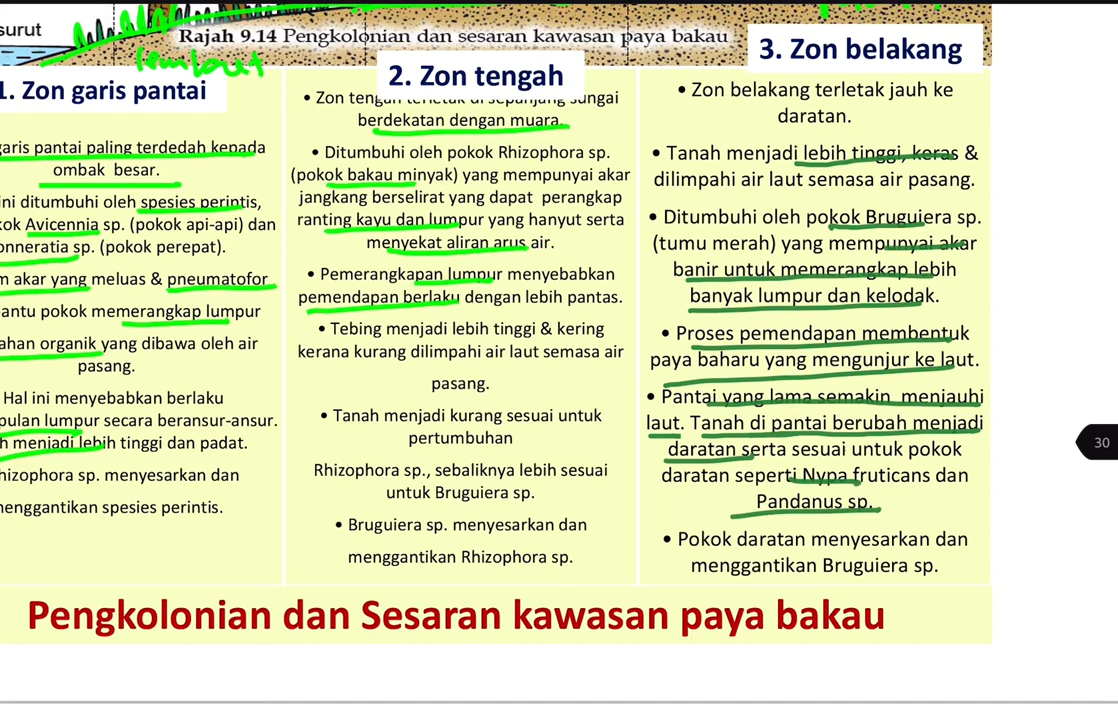 surut
Rajah 9.14 Pengkolonian dan sesaran kawasan paya bakau
lembut
1. Zon garis pantai
garis pantai paling terdedah kepada
ombak besar.
ini ditumbuhi oleh spesies perintis,
kok Avicennia sp. (pokok api-api) dan
onneratia sp. (pokok perepat).
m akar yang meluas & pneumatofor
antu pokok memerangkap lumpur
ahan organik yang dibawa oleh air
pasang.
Hal ini menyebabkan berlaku
pulan lumpur secara beransur-ansur.
h menjadi lebih tinggi dan padat.
hizophora sp. menyesarkan dan
menggantikan spesies perintis.
2. Zon tengah
• Zon tengah terletak di sepanjang sungai
berdekatan dengan muara.
• Ditumbuhi oleh pokok Rhizophora sp.
(pokok bakau minyak) yang mempunyai akar
jangkang berselirat yang dapat perangkap
ranting kayu dan lumpur yang hanyut serta
menyekat aliran arus air.
• Pemerangkapan lumpur menyebabkan
pemendapan berlaku dengan lebih pantas.
• Tebing menjadi lebih tinggi & kering
kerana kurang dilimpahi air laut semasa air
pasang.
• Tanah menjadi kurang sesuai untuk
pertumbuhan
Rhizophora sp., sebaliknya lebih sesuai
untuk Bruguiera sp.
• Bruguiera sp. menyesarkan dan
menggantikan Rhizophora sp.
3. Zon belakang
• Zon belakang terletak jauh ke
daratan.
• Tanah menjadi lebih tinggi, keras &
dilimpahi air laut semasa air pasang.
• Ditumbuhi oleh pokok Bruguiera sp.
(tumu merah) yang mempunyai akar
banir untuk memerangkap lebih
banyak lumpur dan kelodak.
• Proses pemendapan membentuk
paya baharu yang mengunjur ke laut.
• Pantai yang lama semakin menjauhi
laut. Tanah di pantai berubah menjadi
daratan serta sesuai untuk pokok
daratan seperti Nypa fruticans dan
Pandanus sp.
• Pokok daratan menyesarkan dan
menggantikan Bruguiera sp.
30
Pengkolonian dan Sesaran kawasan paya bakau